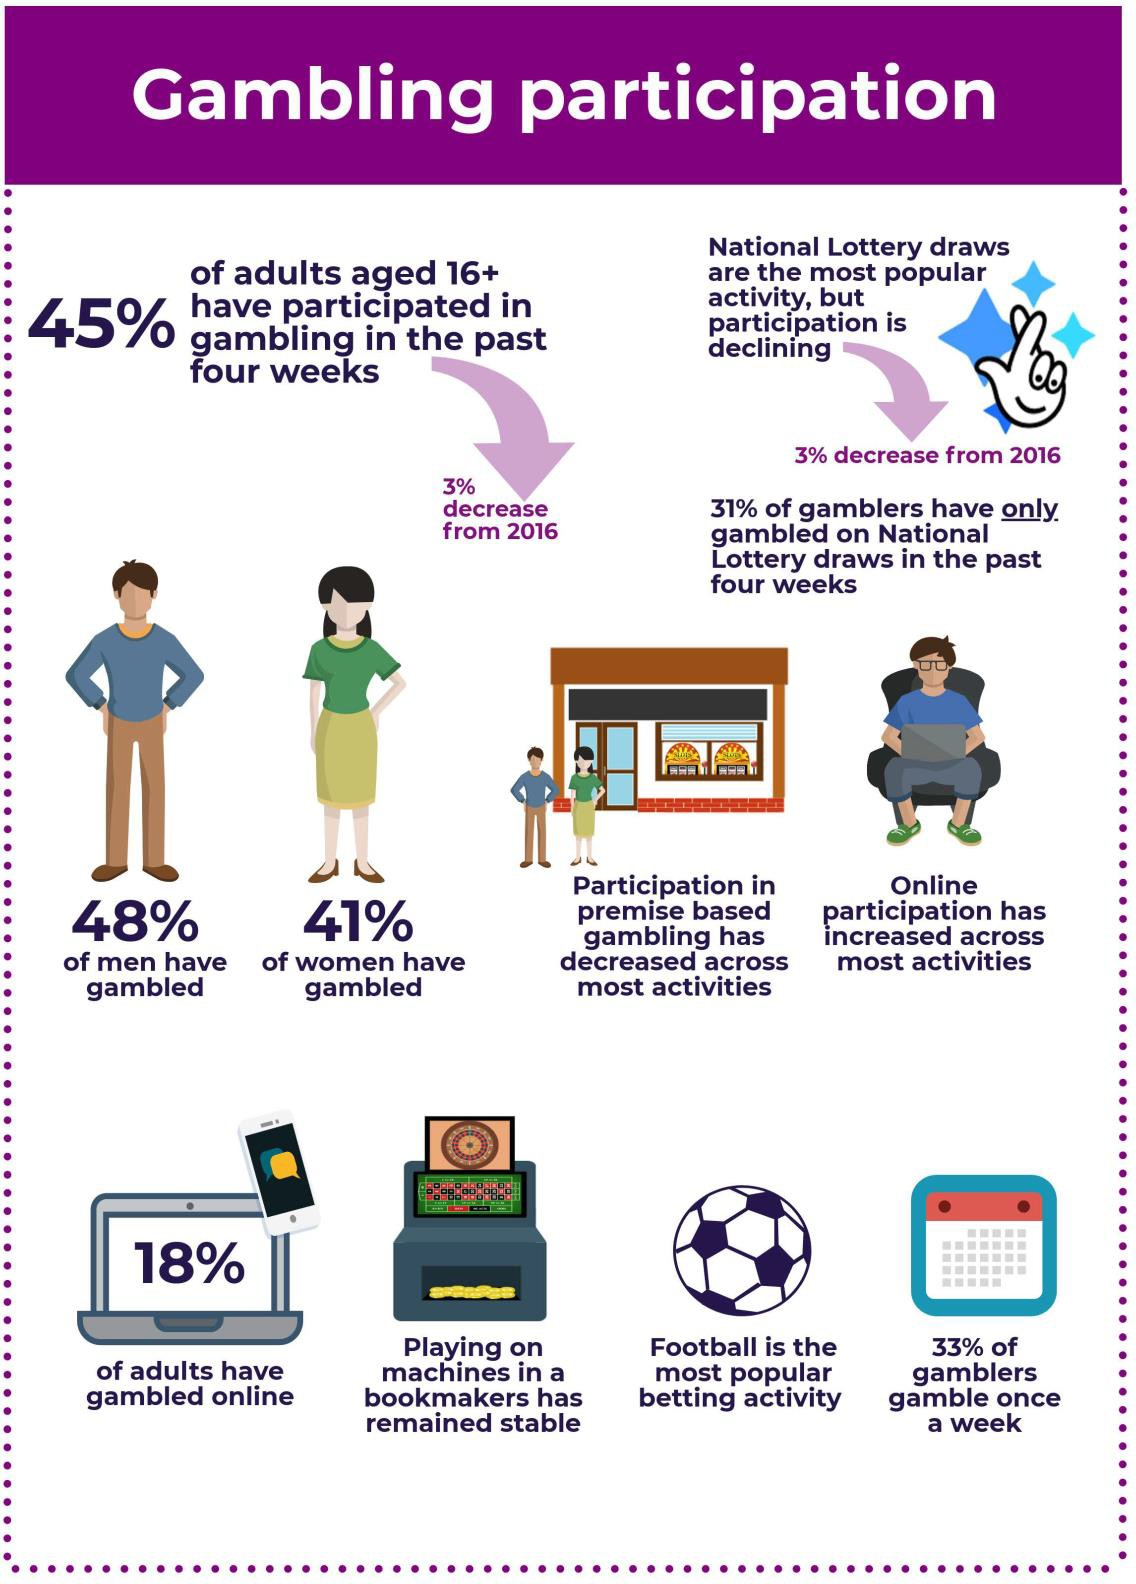 Gambling participation
45%
of adults aged 16+
have participated in
gambling in the past
four weeks
3%
decrease
from 2016
National Lottery draws
are the most popular
activity, but
participation is
declining
3% decrease from 2016
31% of gamblers have only
gambled on National
Lottery draws in the past
four weeks
48%
of men have
gambled
41%
of women have
gambled
Participation in
premise based
gambling has
decreased across
most activities
Online
participation has
increased across
most activities
18%
of adults have
gambled online
Playing on
machines in a
bookmakers has
remained stable
Football is the
most popular
betting activity
33% of
gamblers
gamble once
a week